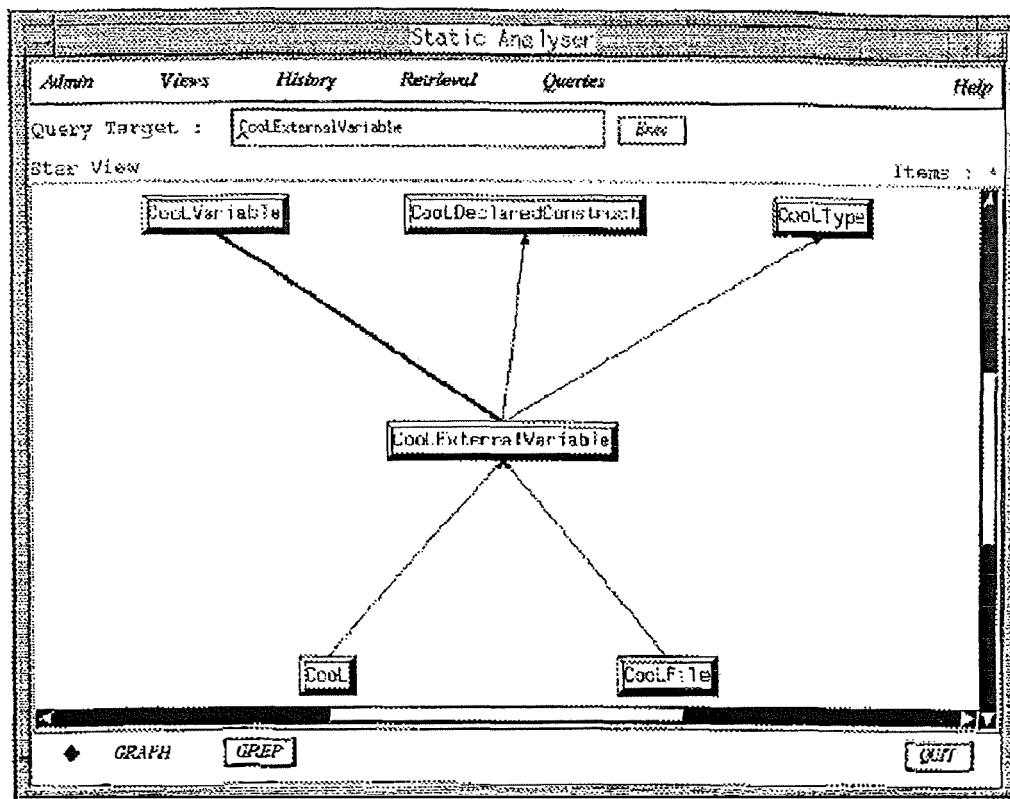 Static Analyser
Admin Views History Retrieval Queries Help
Query Target : CooLExternalVariable Exec
Star View Items : *
CooLVariable CooLDeclaredConstruct CooLType
CooLExternalVariable
CooL CooLFile
GRAPH GREP QUIT